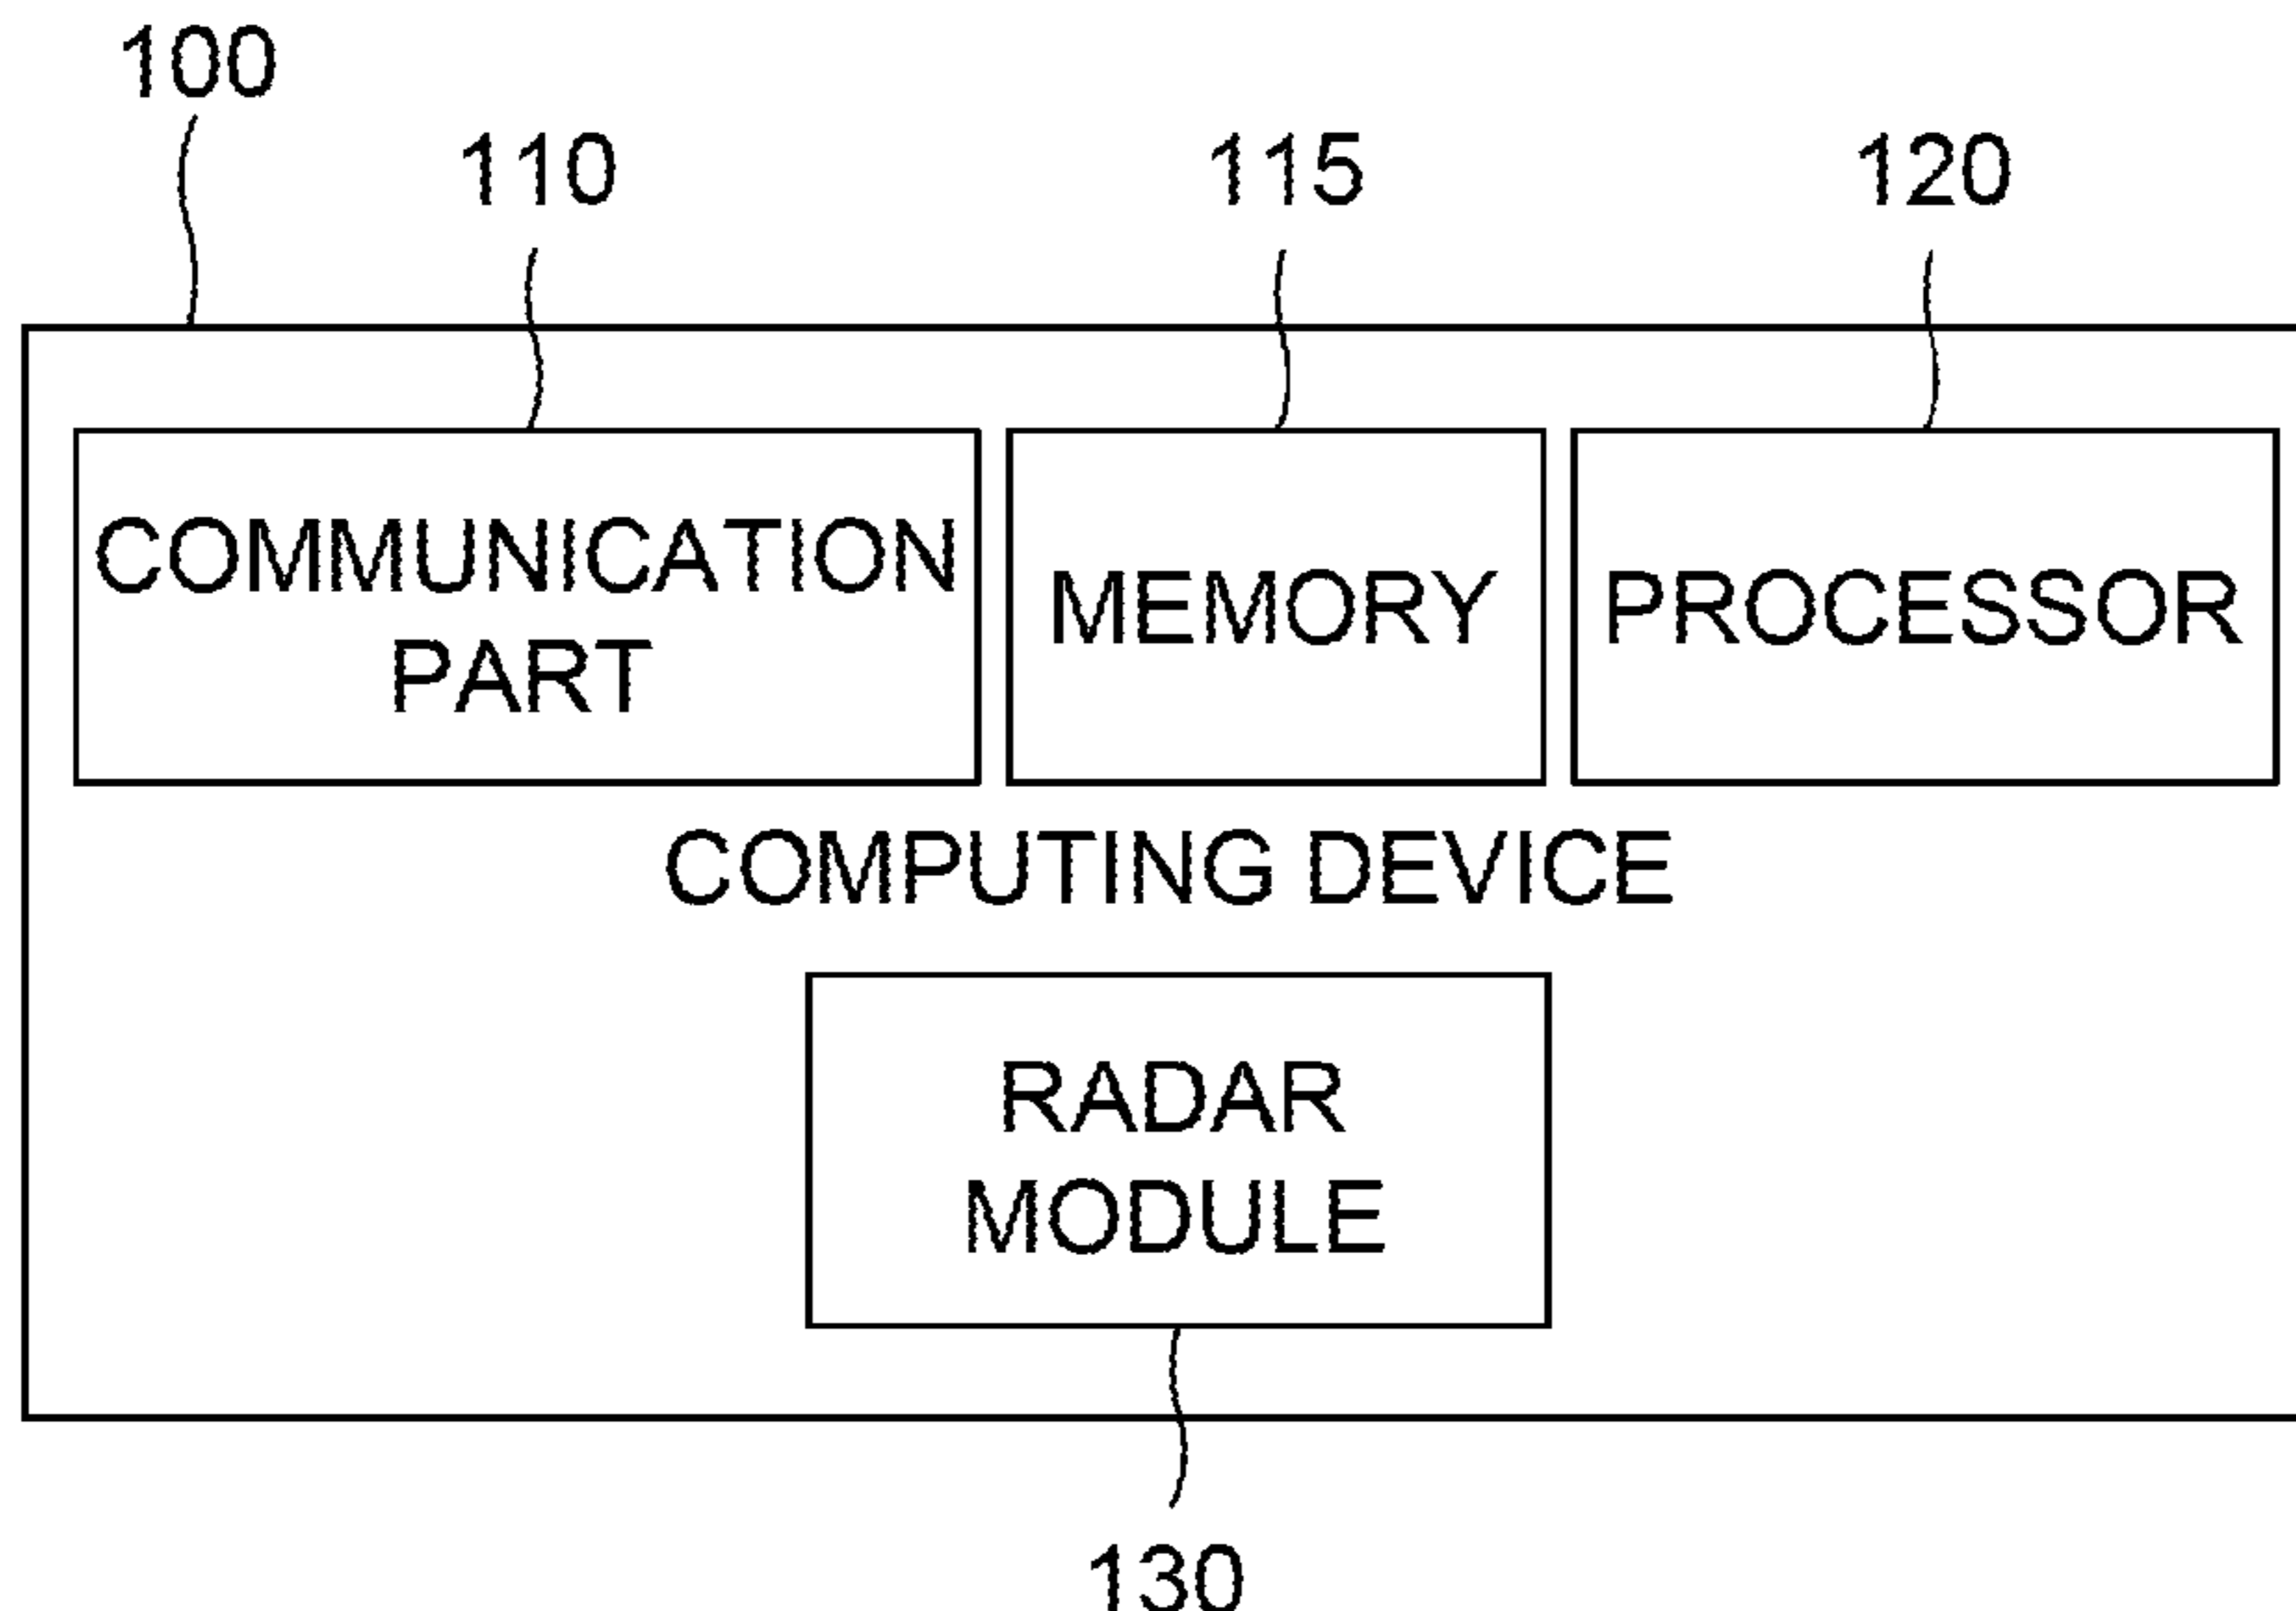 100
110
115
120
COMMUNICATION
PART
MEMORY
PROCESSOR
COMPUTING DEVICE
RADAR
MODULE
130